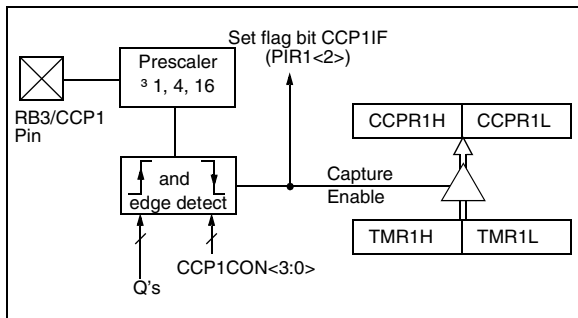 Set flag bit CCP1IF
(PIR1<2>)
Prescaler
³ 1, 4, 16
RB3/CCP1
Pin
CCPR1H CCPR1L
and
edge detect
Capture
Enable
TMR1H TMR1L
CCP1CON<3:0>
Q's